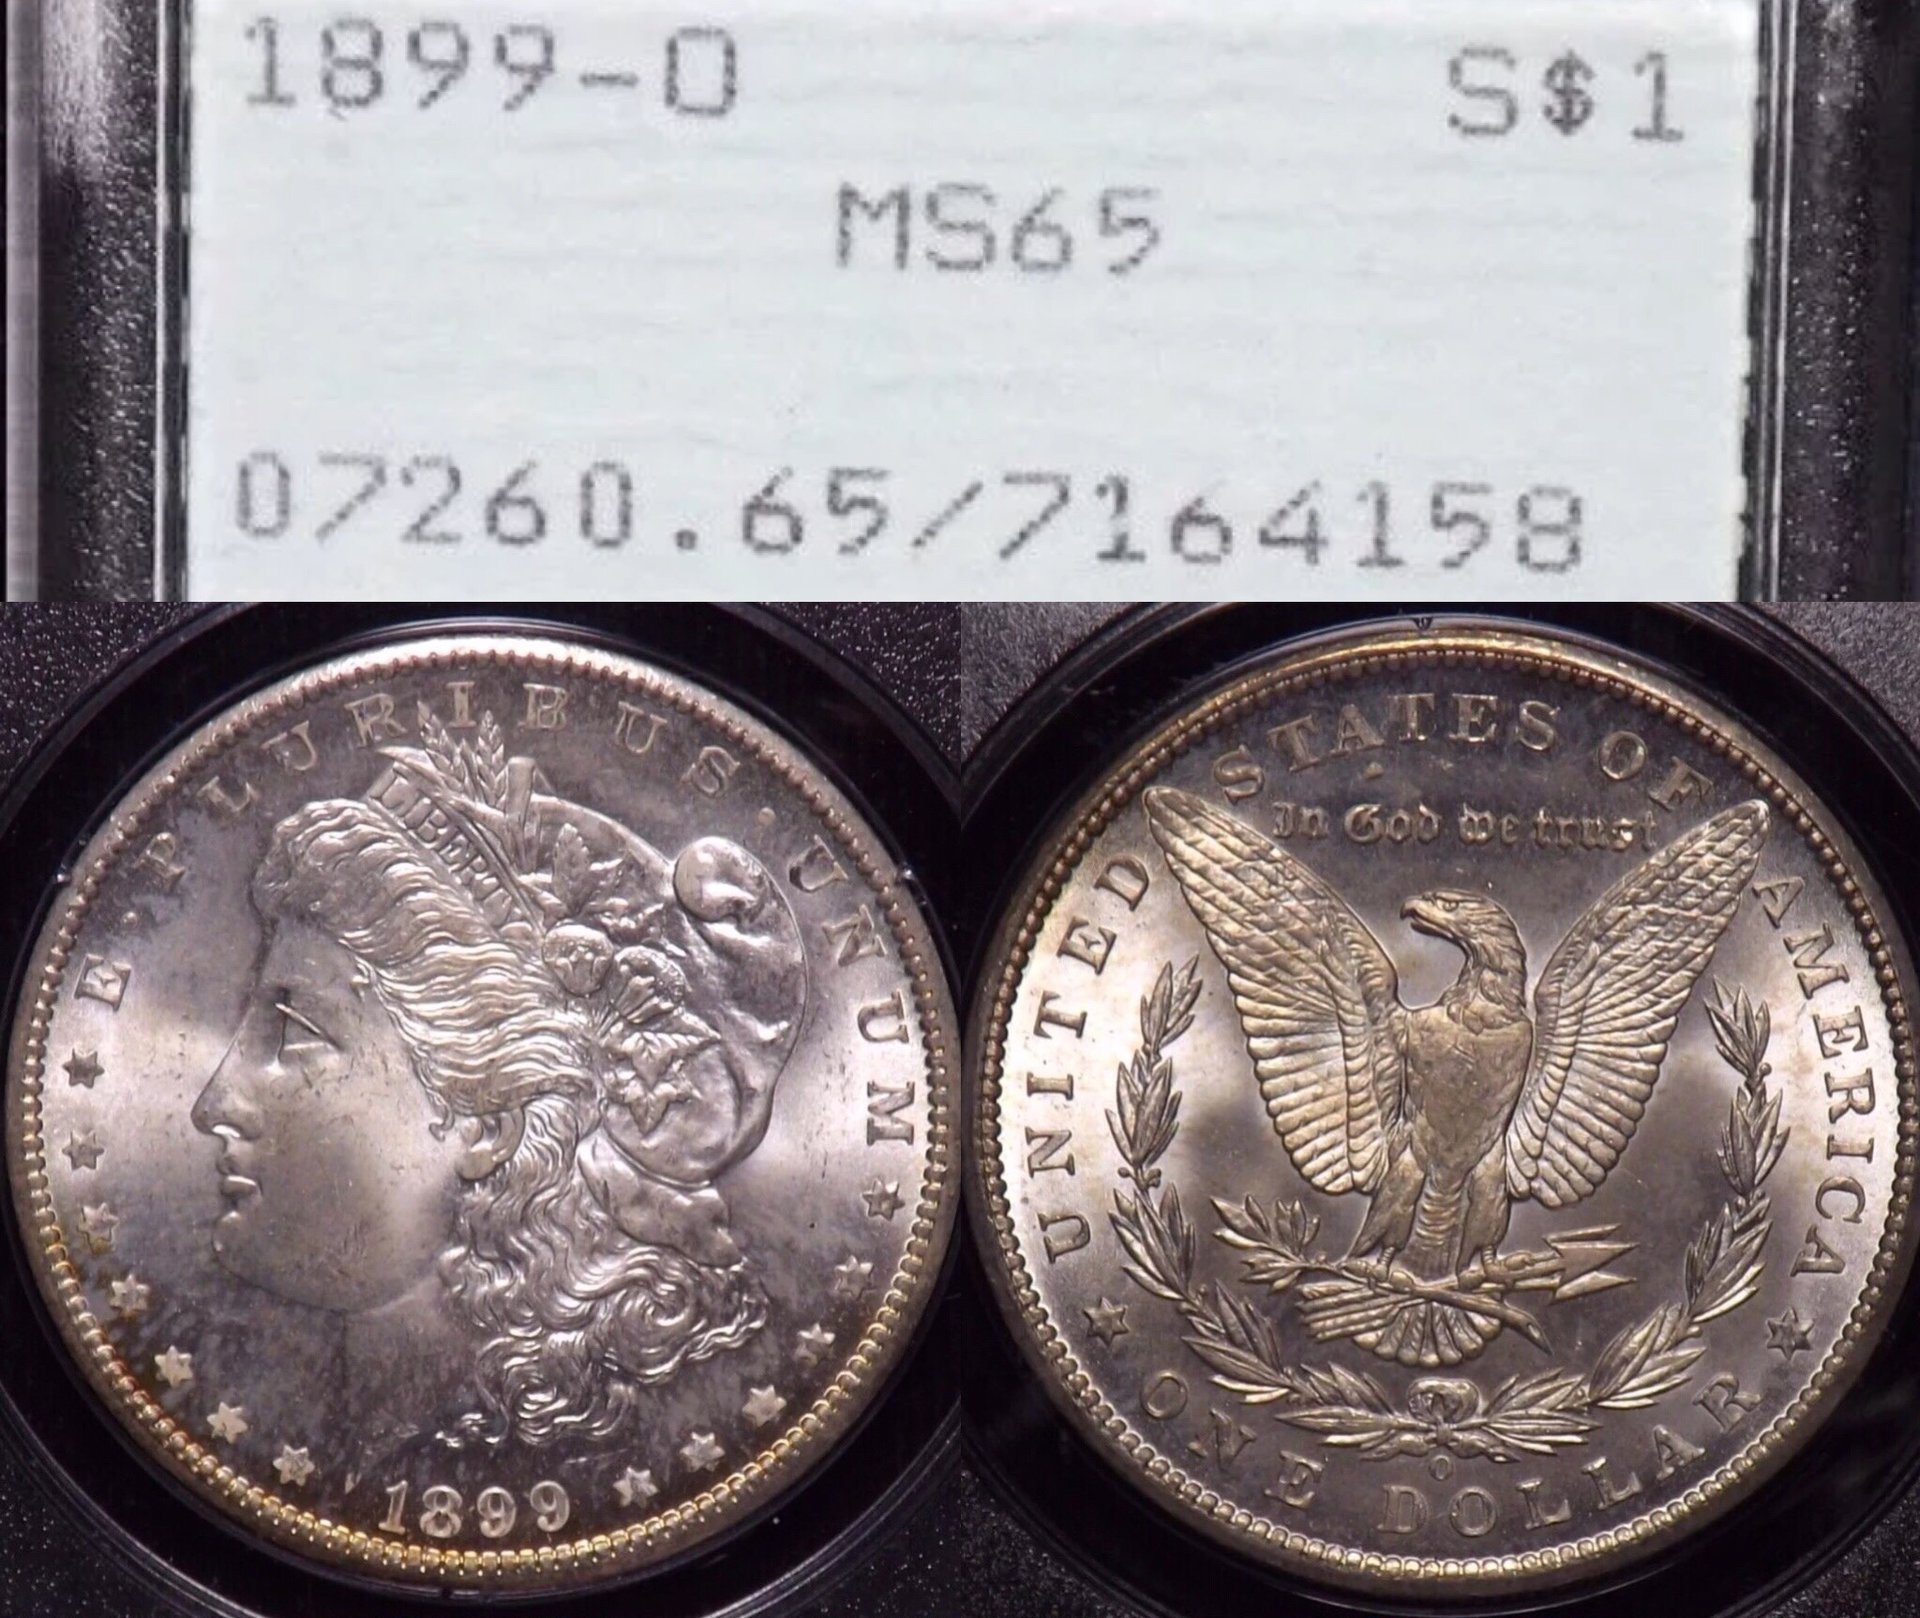 1899-O S$1
MS65
07260.65/7164158
E · PLURIBUS · UNUM
LIBERTY
1899
UNITED STATES OF AMERICA
In God we trust
O
ONE DOLLAR